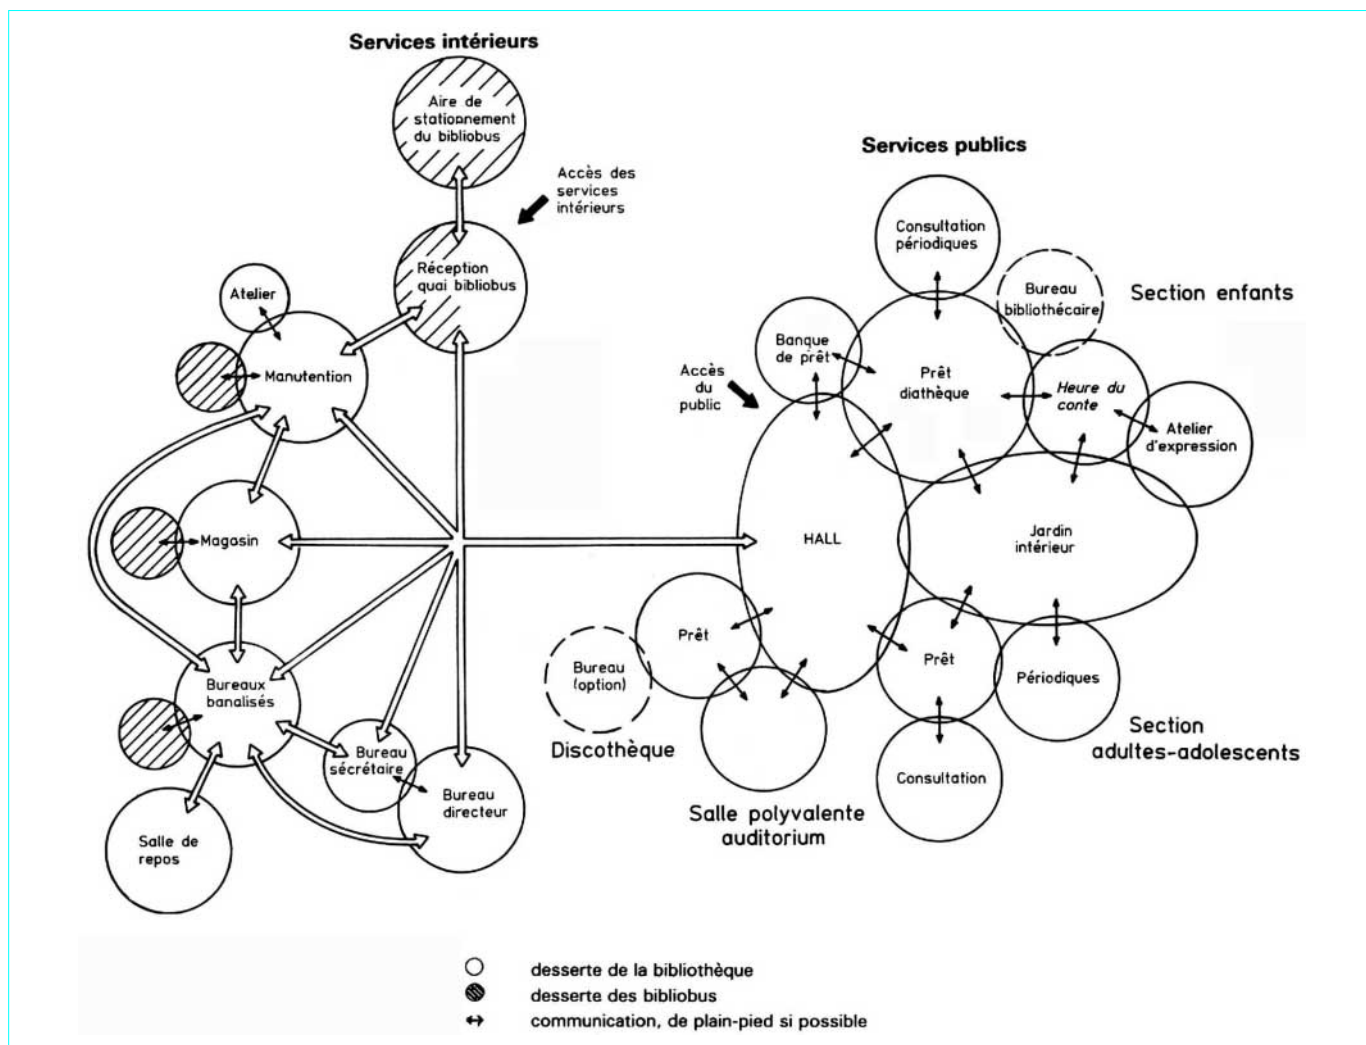 Services intérieurs
Aire de
stationnement
du bibliobus
Accès des
services
intérieurs
Réception
quai bibliobus
Atelier
Manutention
Magasin
Bureaux
banalisés
Bureau
sécrétaire
Bureau
directeur
Salle de
repos
Services publics
Consultation
périodiques
Bureau
bibliothécaire
Section enfants
Banque
de prêt
Accès
du
public
Prêt
diathèque
Heure du
conte
Atelier
d'expression
HALL
Jardin
intérieur
Prêt
Bureau
(option)
Discothèque
Prêt
Périodiques
Section
adultes-adolescents
Consultation
Salle polyvalente
auditorium
desserte de la bibliothèque
desserte des bibliobus
communication, de plain-pied si possible